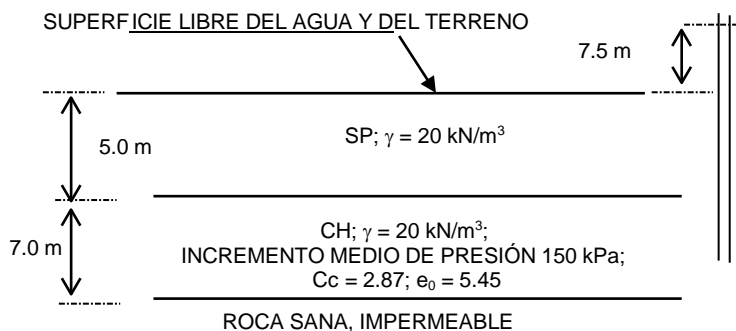 SUPERFICIE LIBRE DEL AGUA Y DEL TERRENO
7.5 m
5.0 m
SP; γ = 20 kN/m³
7.0 m
CH; γ = 20 kN/m³;
INCREMENTO MEDIO DE PRESIÓN 150 kPa;
Cc = 2.87; e₀ = 5.45
ROCA SANA, IMPERMEABLE